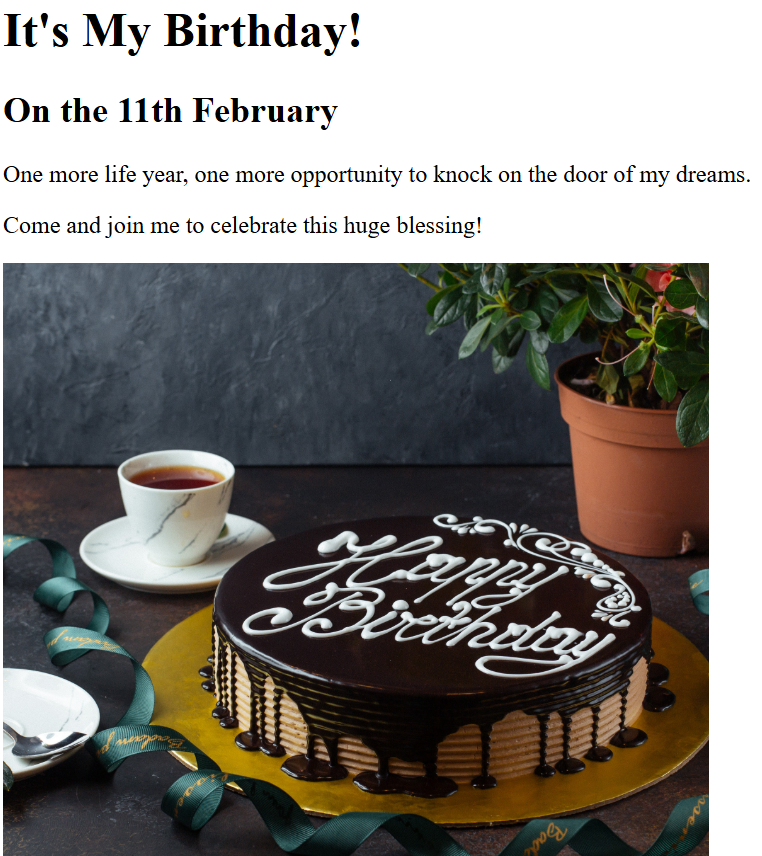 It's My Birthday!
On the 11th February
One more life year, one more opportunity to knock on the door of my dreams.
Come and join me to celebrate this huge blessing!
Happy
Birthday